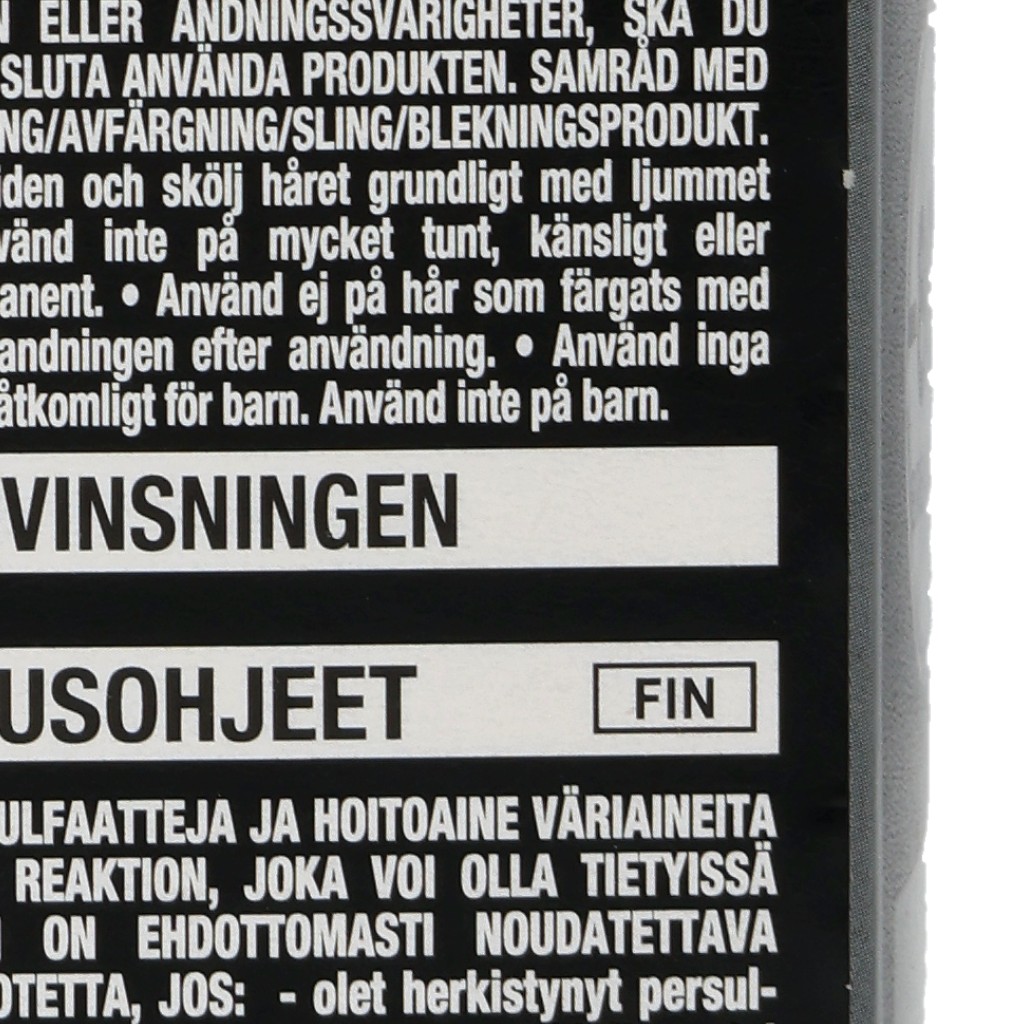 ELLER ANDNINGSSVÅRIGHETER, SKA DU
SLUTA ANVÄNDA PRODUKTEN. SAMRÅD MED
NG/AVFÄRGNING/SLING/BLEKNINGSPRODUKT.
iden och skölj håret grundligt med ljummet
vänd inte på mycket tunt, känsligt eller
anent. • Använd ej på hår som färgats med
andningen efter användning. • Använd inga
åtkomligt för barn. Använd inte på barn.
VINSNINGEN
USOHJEET FIN
ULFAATTEJA JA HOITOAINE VÄRIAINEITA
REAKTION, JOKA VOI OLLA TIETYISSÄ
ON EHDOTTOMASTI NOUDATETTAVA
OTETTA, JOS: - olet herkistynyt persul-